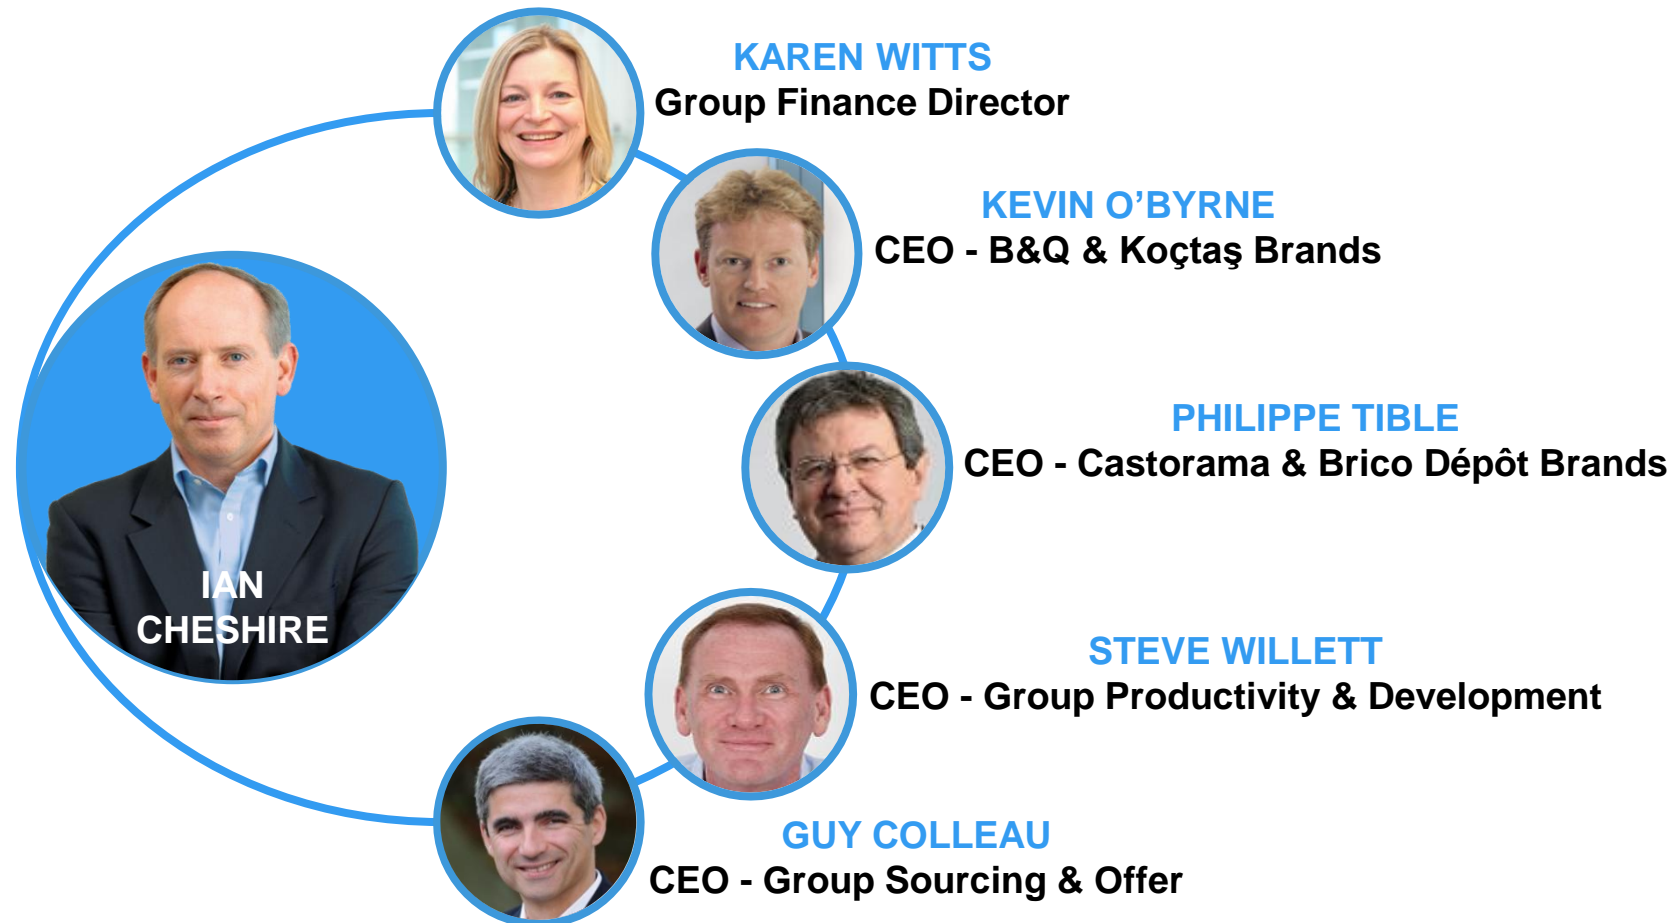 KAREN WITTS
Group Finance Director
KEVIN O’BYRNE
CEO - B&Q & Koçtaş Brands
PHILIPPE TIBLE
CEO - Castorama & Brico Dépôt Brands
IAN
CHESHIRE
STEVE WILLETT
CEO - Group Productivity & Development
GUY COLLEAU
CEO - Group Sourcing & Offer